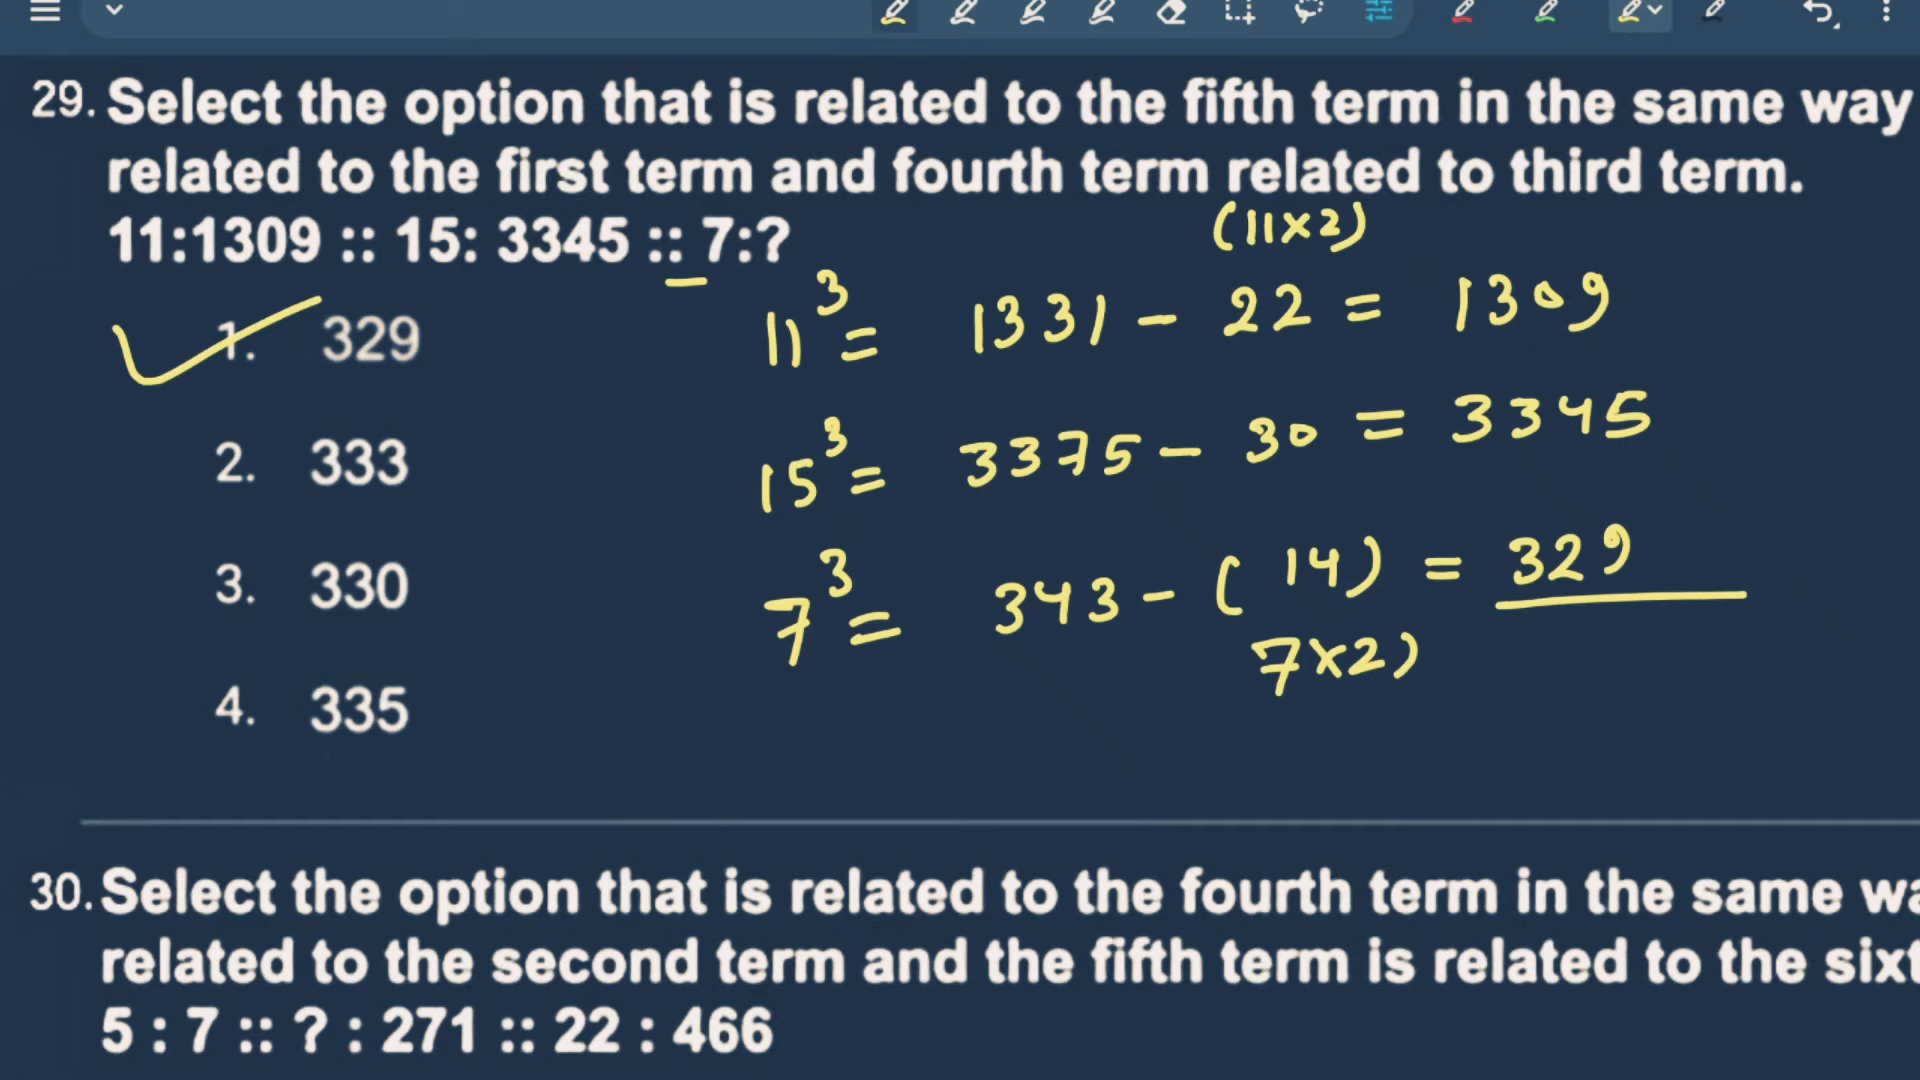 29. Select the option that is related to the fifth term in the same way
related to the first term and fourth term related to third term.
11:1309 :: 15: 3345 :: 7:?
(11×2)
11³ = 1331 - 22 = 1309
1. 329
15³ = 3375 - 30 = 3345
2. 333
7³ = 343 - ( 14) = 329
3. 330
7×2)
4. 335
30. Select the option that is related to the fourth term in the same
related to the second term and the fifth term is related to the
5 : 7 :: ? : 271 :: 22 : 466